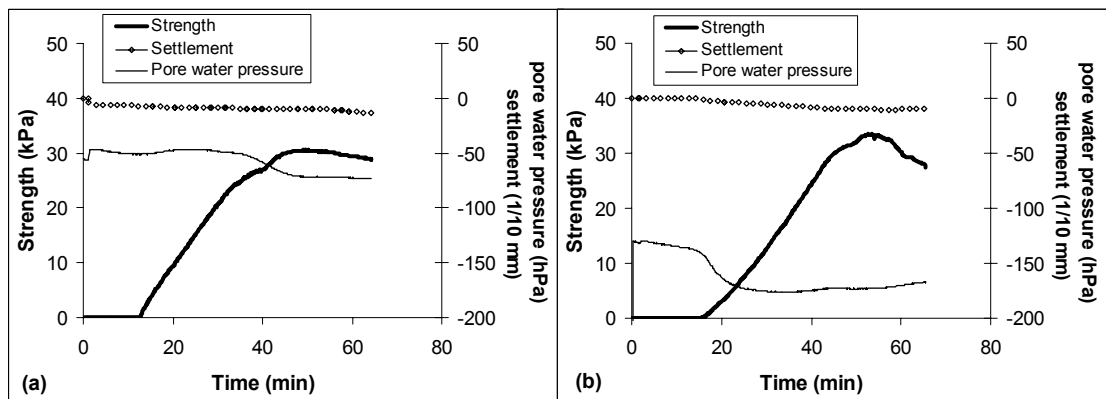 Strength
Settlement
Pore water pressure
50
40
30
20
10
0
50
0
-50
-100
-150
-200
0
20
40
60
80
Strength (kPa)
pore water pressure (hPa)
settlement (1/10 mm)
Time (min)
(a)
Strength
Settlement
Pore water pressure
50
40
30
20
10
0
50
0
-50
-100
-150
-200
0
20
40
60
80
Strength (kPa)
pore water pressure (hPa)
settlement (1/10 mm)
Time (min)
(b)